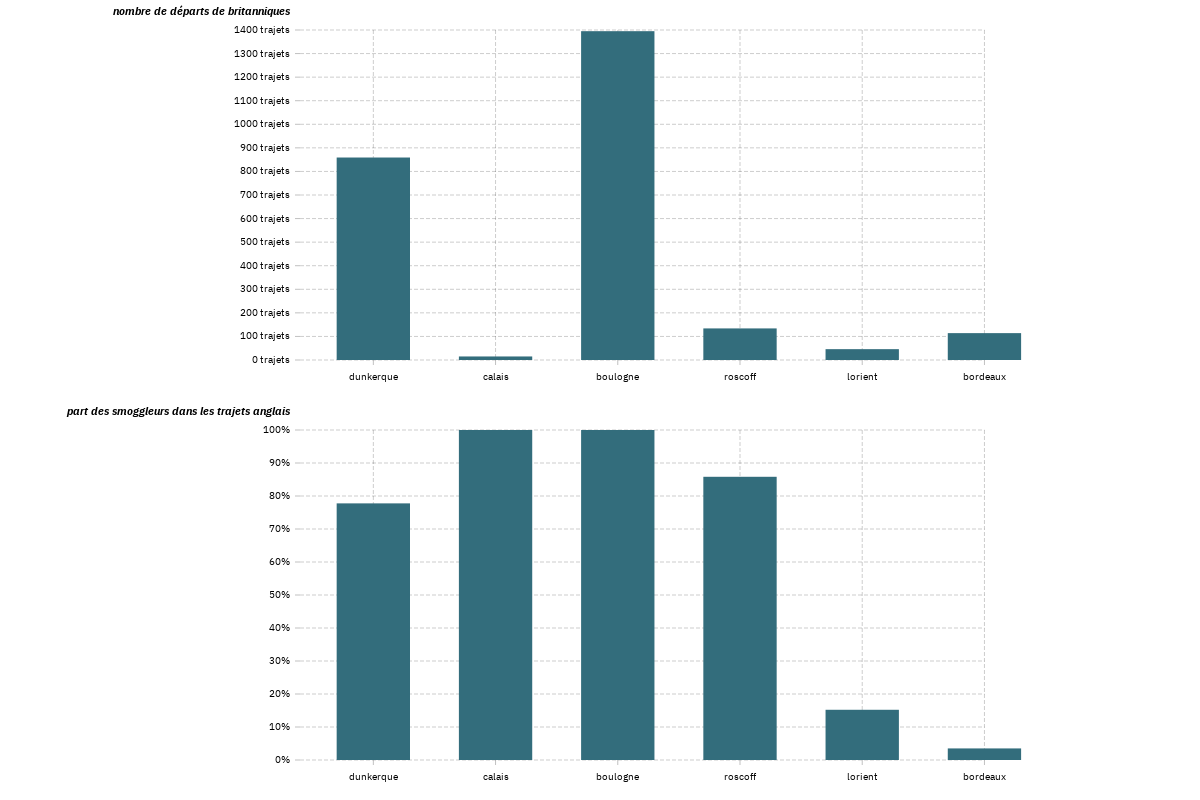 nombre de départs de britanniques
1400 trajets
1300 trajets
1200 trajets
1100 trajets
1000 trajets
900 trajets
800 trajets
700 trajets
600 trajets
500 trajets
400 trajets
300 trajets
200 trajets
100 trajets
0 trajets
dunkerque calais boulogne roscoff lorient bordeaux
part des smoggleurs dans les trajets anglais
100%
90%
80%
70%
60%
50%
40%
30%
20%
10%
0%
dunkerque calais boulogne roscoff lorient bordeaux